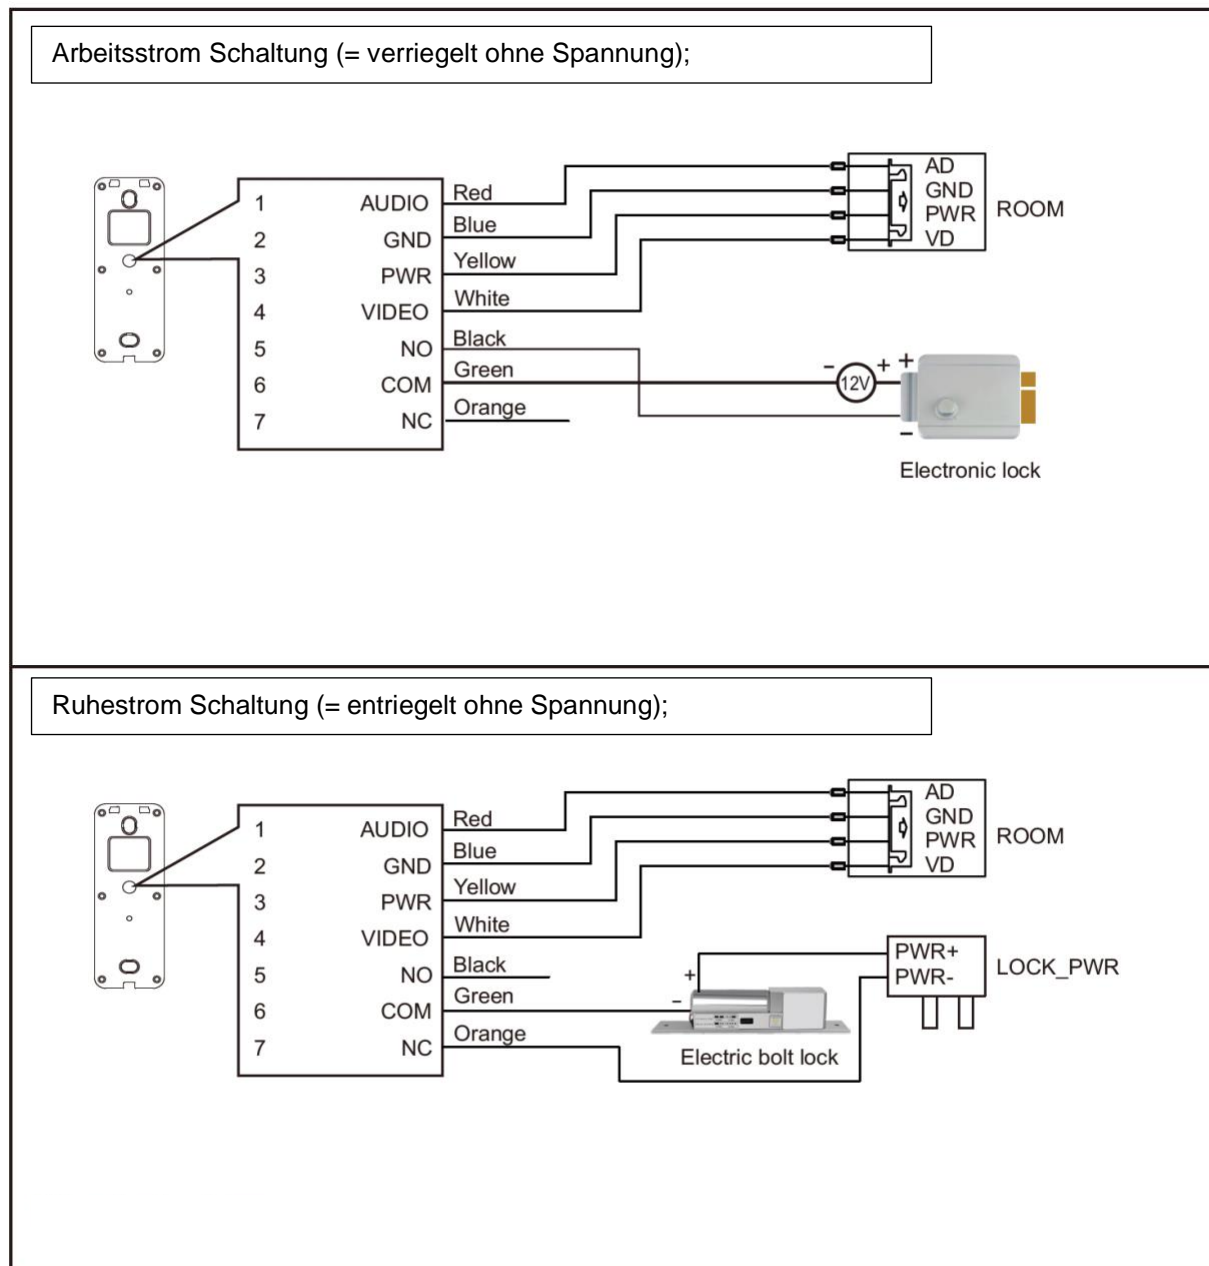 Arbeitsstrom Schaltung (= verriegelt ohne Spannung);
1 AUDIO Red
2 GND Blue
3 PWR Yellow
4 VIDEO White
5 NO Black
6 COM Green
7 NC Orange
AD
GND
PWR
VD
ROOM
- 12V + +
-
Electronic lock
Ruhestrom Schaltung (= entriegelt ohne Spannung);
1 AUDIO Red
2 GND Blue
3 PWR Yellow
4 VIDEO White
5 NO Black
6 COM Green
7 NC Orange
AD
GND
PWR
VD
ROOM
PWR+
PWR-
LOCK_PWR
+
-
Electric bolt lock